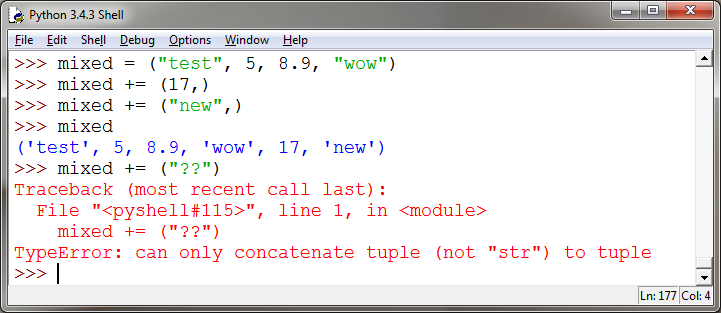 Python 3.4.3 Shell
File Edit Shell Debug Options Window Help
>>> mixed = ("test", 5, 8.9, "wow")
>>> mixed += (17,)
>>> mixed += ("new",)
>>> mixed
('test', 5, 8.9, 'wow', 17, 'new')
>>> mixed += ("??")
Traceback (most recent call last):
  File "<pyshell#115>", line 1, in <module>
    mixed += ("??")
TypeError: can only concatenate tuple (not "str") to tuple
>>>
Ln: 177 Col: 4